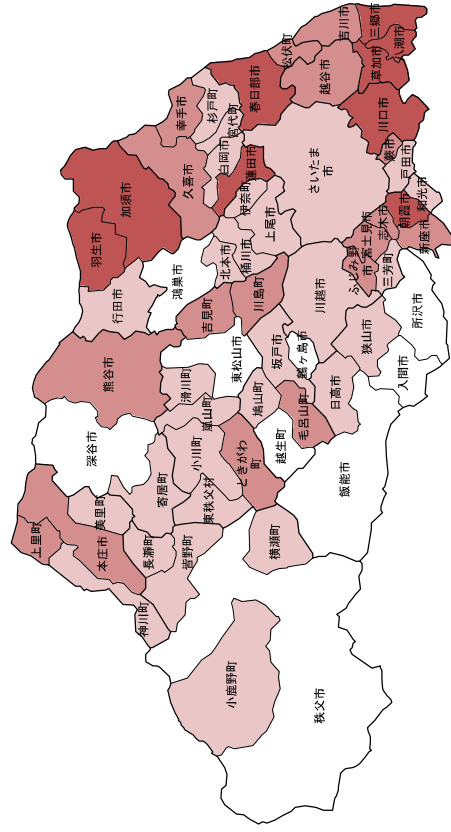 吉川市
三郷市
八潮市
松伏町
越谷市
草加市
春日部市
川口市
幸手市
杉戸町
宮代町
蕨市
戸田市
白岡市
蓮田市
さいたま
市
久喜市
伊奈町
和光市
加須市
上尾市
朝霞市
志木市
新座市
羽生市
桶川市
富士見市
北本市
ふじみ野
市
三芳町
鴻巣市
川島町
川越市
行田市
吉見町
所沢市
狭山市
坂戸市
鶴ヶ島市
東松山市
入間市
熊谷市
滑川町
鳩山町
毛呂山町
日高市
嵐山町
小川町
ときがわ
町
越生町
深谷市
飯能市
寄居町
東秩父村
美里町
上里町
本庄市
長瀞町
皆野町
横瀬町
神川町
小鹿野町
秩父市